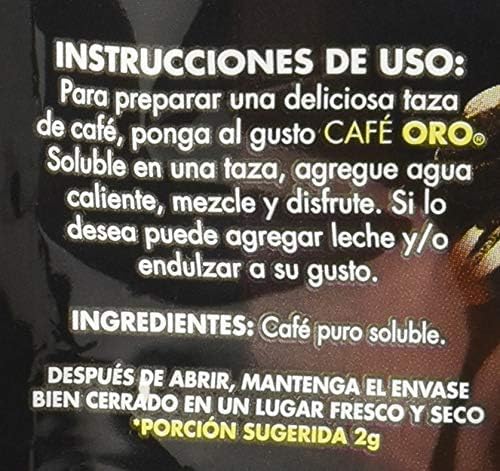 INSTRUCCIONES DE USO:
Para preparar una deliciosa taza
de café, ponga al gusto CAFÉ ORO®
Soluble en una taza, agregue agua
caliente, mezcle y disfrute. Si lo
desea puede agregar leche y/o
endulzar a su gusto.
INGREDIENTES: Café puro soluble.
DESPUÉS DE ABRIR, MANTENGA EL ENVASE
BIEN CERRADO EN UN LUGAR FRESCO Y SECO
*PORCIÓN SUGERIDA 2g